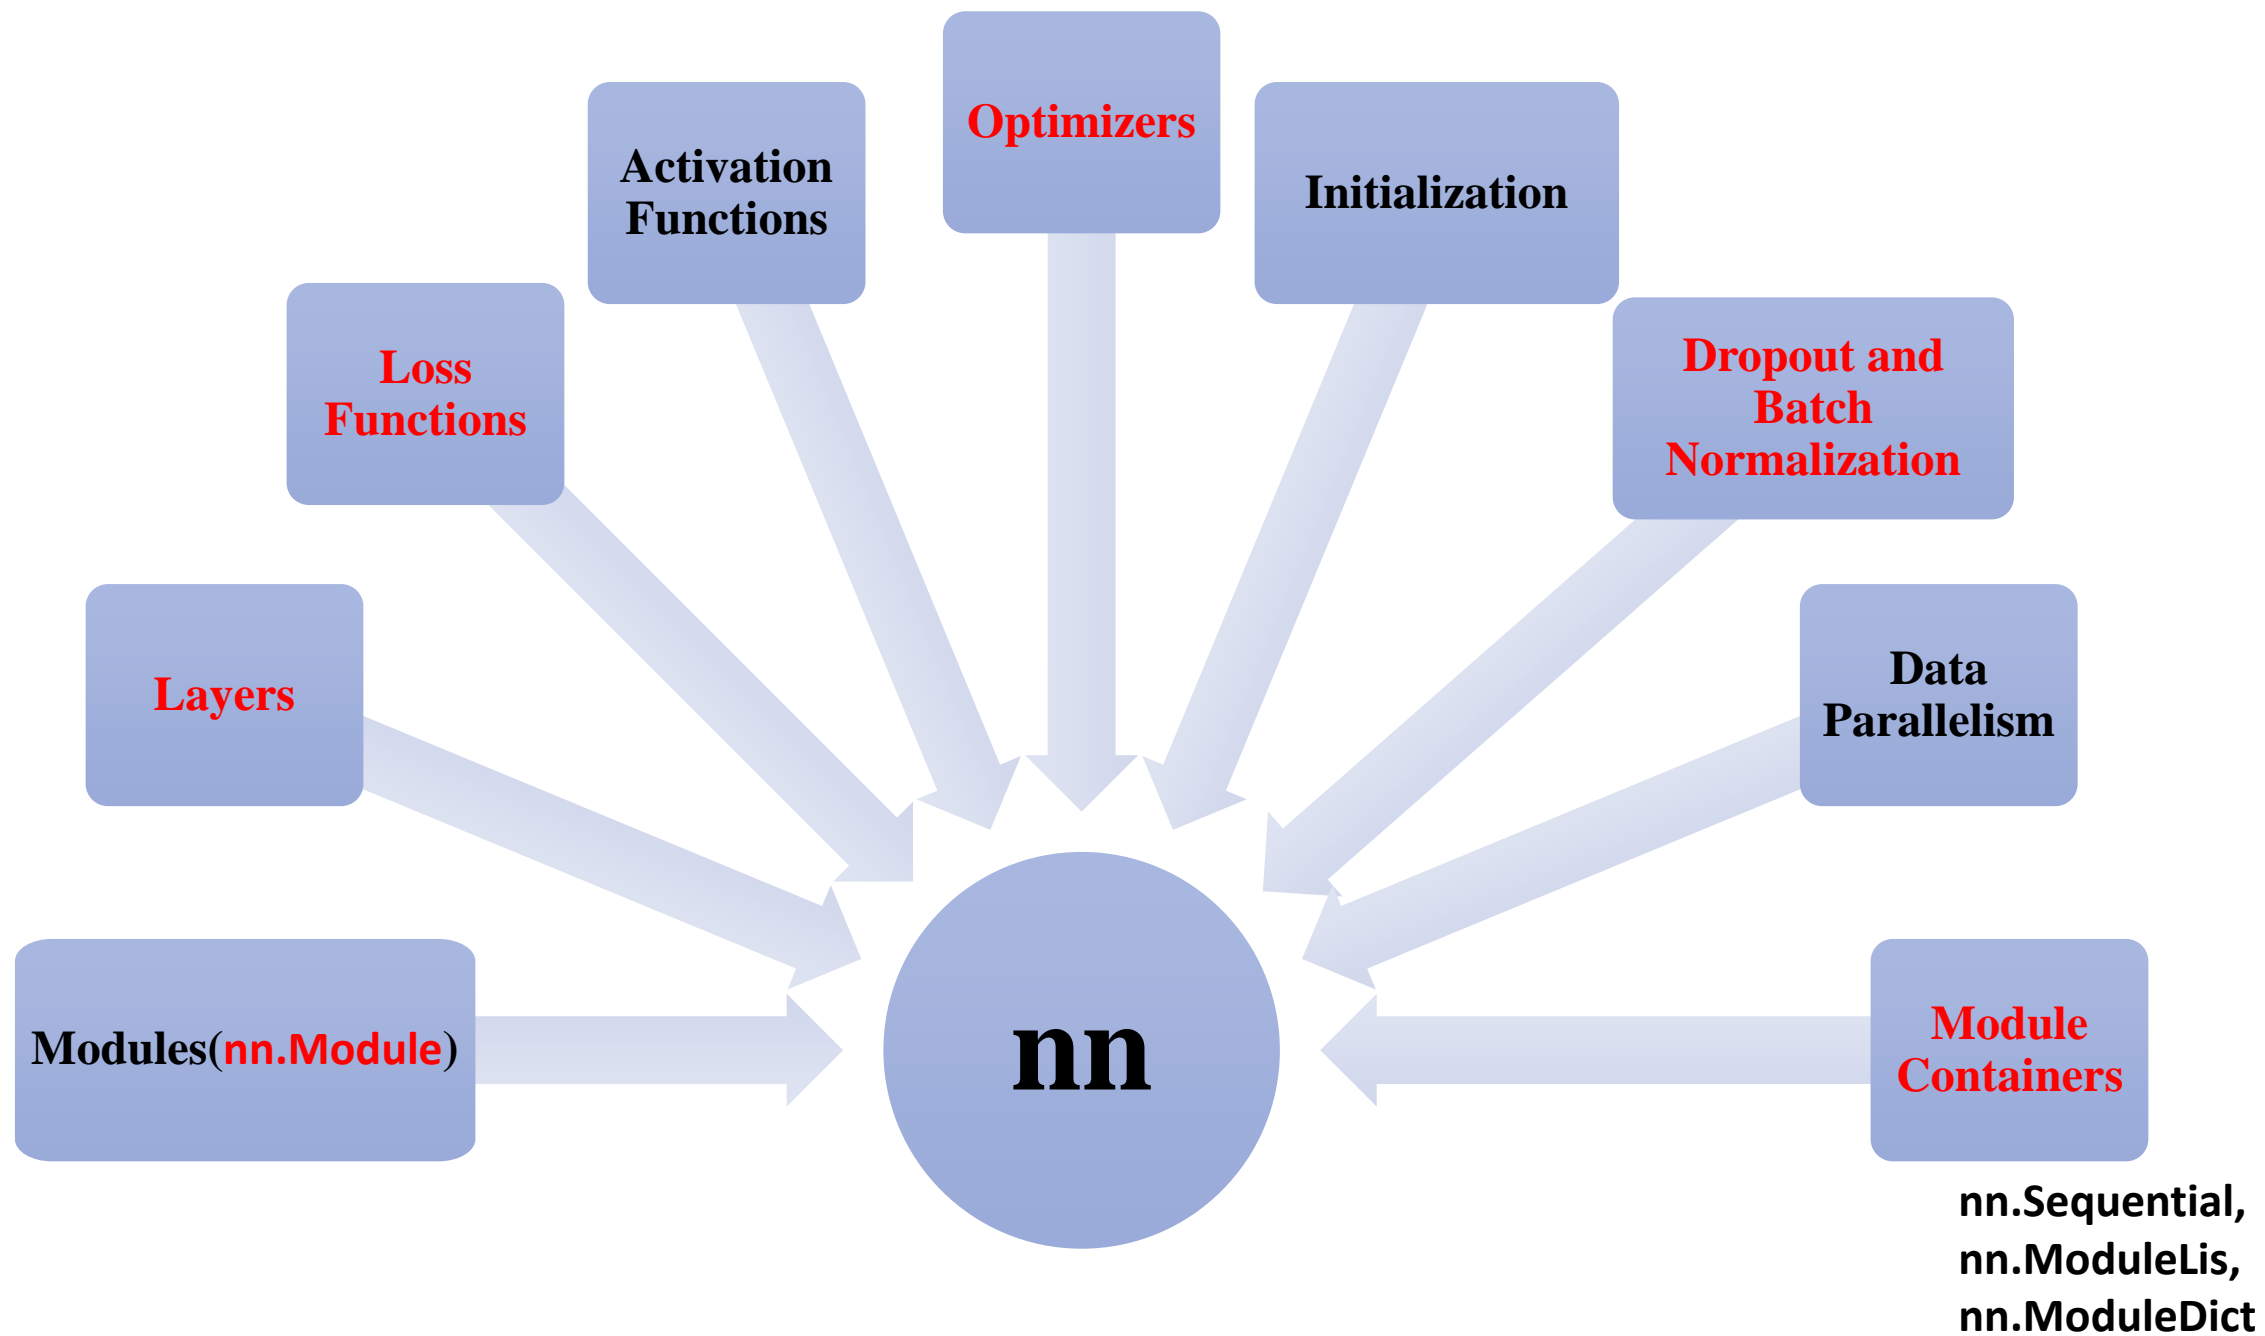 Optimizers
Activation
Functions
Initialization
Loss
Functions
Dropout and
Batch
Normalization
Layers
Data
Parallelism
Modules(nn.Module)
nn
Module
Containers
nn.Sequential,
nn.ModuleLis,
nn.ModuleDict